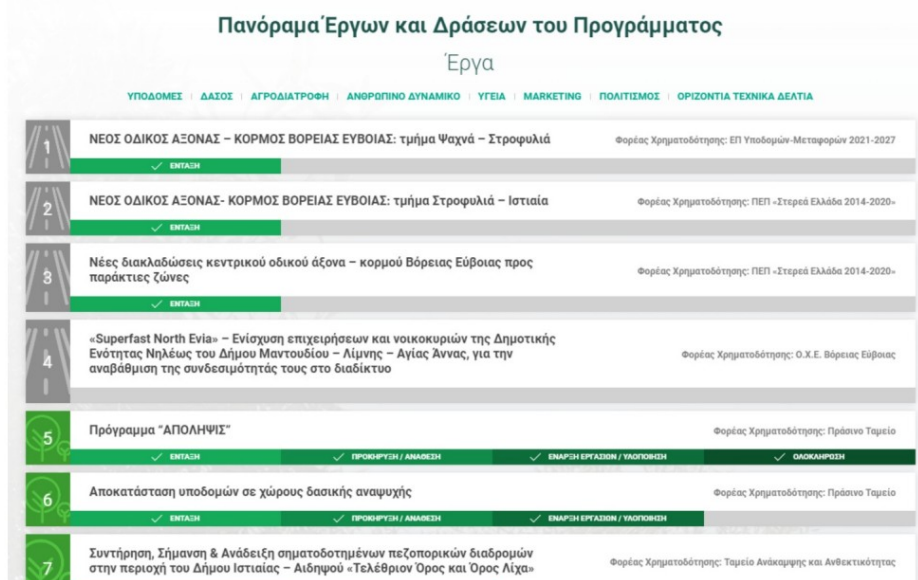 Πανόραμα Έργων και Δράσεων του Προγράμματος
Έργα
ΥΠΟΔΟΜΕΣ | ΔΑΣΟΣ | ΑΓΡΟΔΙΑΤΡΟΦΗ | ΑΝΘΡΩΠΙΝΟ ΔΥΝΑΜΙΚΟ | ΥΓΕΙΑ | MARKETING | ΠΟΛΙΤΙΣΜΟΣ | ΟΡΙΖΟΝΤΙΑ ΤΕΧΝΙΚΑ ΔΕΛΤΙΑ
1 ΝΕΟΣ ΟΔΙΚΟΣ ΑΞΟΝΑΣ – ΚΟΡΜΟΣ ΒΟΡΕΙΑΣ ΕΥΒΟΙΑΣ: τμήμα Ψαχνά – Στροφυλιά Φορέας Χρηματοδότησης: ΕΠ Υποδομών-Μεταφορών 2021-2027
ΕΝΤΑΞΗ
2 ΝΕΟΣ ΟΔΙΚΟΣ ΑΞΟΝΑΣ- ΚΟΡΜΟΣ ΒΟΡΕΙΑΣ ΕΥΒΟΙΑΣ: τμήμα Στροφυλιά – Ιστιαία Φορέας Χρηματοδότησης: ΠΕΠ «Στερεά Ελλάδα 2014-2020»
ΕΝΤΑΞΗ
3 Νέες διακλαδώσεις κεντρικού οδικού άξονα – κορμού Βόρειας Εύβοιας προς
παράκτιες ζώνες
Φορέας Χρηματοδότησης: ΠΕΠ «Στερεά Ελλάδα 2014-2020»
ΕΝΤΑΞΗ
4 «Superfast North Evia» – Ενίσχυση επιχειρήσεων και νοικοκυριών της Δημοτικής
Ενότητας Νηλέως του Δήμου Μαντουδίου – Λίμνης – Αγίας Άννας, για την
αναβάθμιση της συνδεσιμότητάς τους στο διαδίκτυο
Φορέας Χρηματοδότησης: Ο.Χ.Ε. Βόρειας Εύβοιας
5 Πρόγραμμα “ΑΠΟΛΗΨΙΣ” Φορέας Χρηματοδότησης: Πράσινο Ταμείο
ΕΝΤΑΞΗ ΠΡΟΚΗΡΥΞΗ / ΑΝΑΘΕΣΗ ΕΝΑΡΞΗ ΕΡΓΑΣΙΩΝ / ΥΛΟΠΟΙΗΣΗ ΟΛΟΚΛΗΡΩΣΗ
6 Αποκατάσταση υποδομών σε χώρους δασικής αναψυχής Φορέας Χρηματοδότησης: Πράσινο Ταμείο
ΕΝΤΑΞΗ ΠΡΟΚΗΡΥΞΗ / ΑΝΑΘΕΣΗ ΕΝΑΡΞΗ ΕΡΓΑΣΙΩΝ / ΥΛΟΠΟΙΗΣΗ
7 Συντήρηση, Σήμανση & Ανάδειξη σηματοδοτημένων πεζοπορικών διαδρομών
στην περιοχή του Δήμου Ιστιαίας – Αιδηψού «Τελέθριον Όρος και Όρος Λίχα»
Φορέας Χρηματοδότησης: Ταμείο Ανάκαμψης και Ανθεκτικότητας